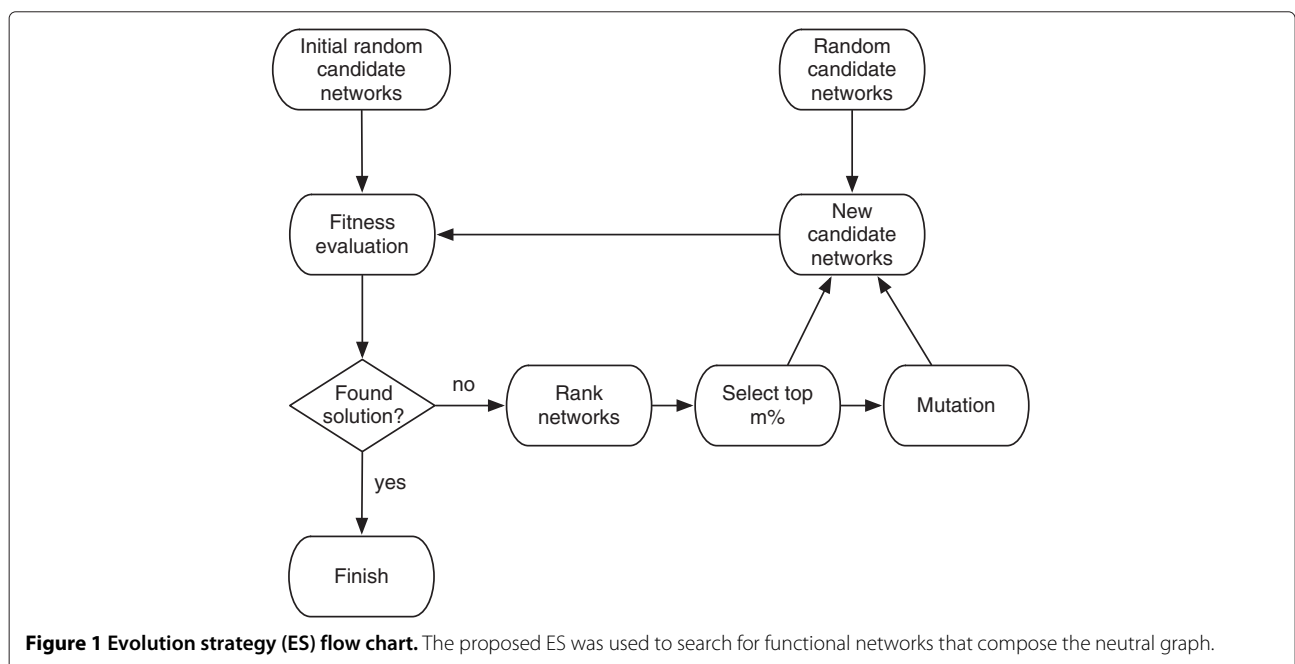 Initial random
candidate
networks
Random
candidate
networks
Fitness
evaluation
New
candidate
networks
Found
solution?
no
Rank
networks
Select top
m%
Mutation
yes
Finish
Figure 1 Evolution strategy (ES) flow chart. The proposed ES was used to search for functional networks that compose the neutral graph.